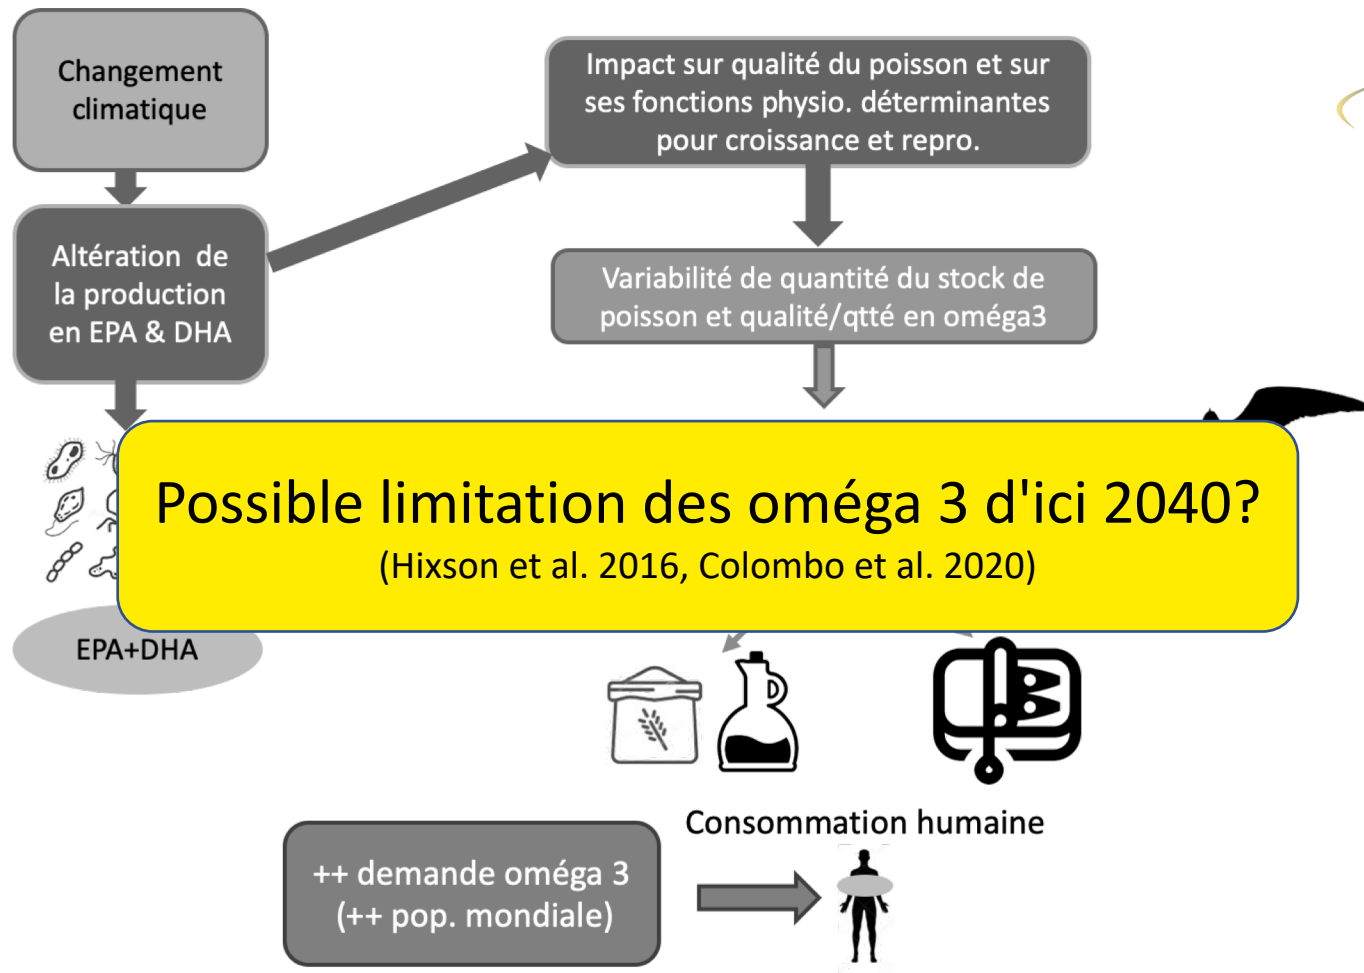 Changement
climatique
Impact sur qualité du poisson et sur
ses fonctions physio. déterminantes
pour croissance et repro.
Altération de
la production
en EPA & DHA
Variabilité de quantité du stock de
poisson et qualité/qtté en oméga3
Possible limitation des oméga 3 d'ici 2040?
(Hixson et al. 2016, Colombo et al. 2020)
EPA+DHA
Consommation humaine
++ demande oméga 3
(++ pop. mondiale)